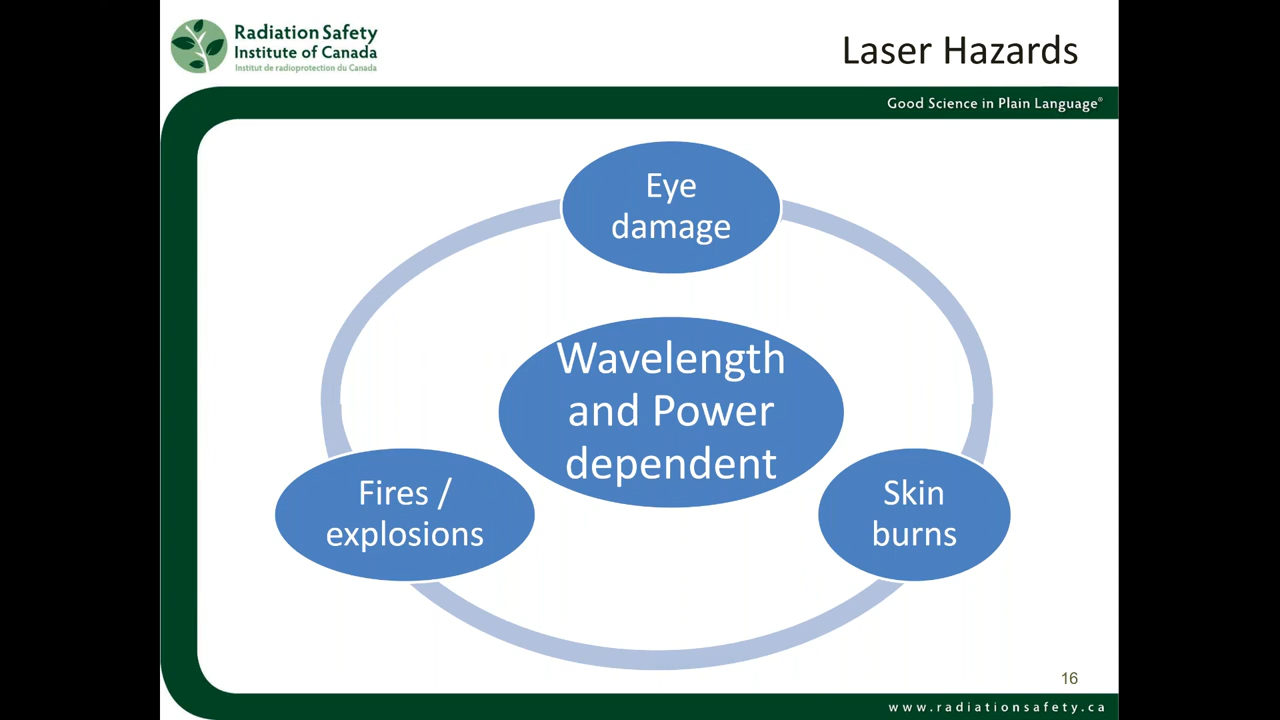 Radiation Safety
Institute of Canada
Institut de radioprotection du Canada
Laser Hazards
Good Science in Plain Language®
Eye
damage
Wavelength
and Power
dependent
Fires /
explosions
Skin
burns
16
www.radiationsafety.ca